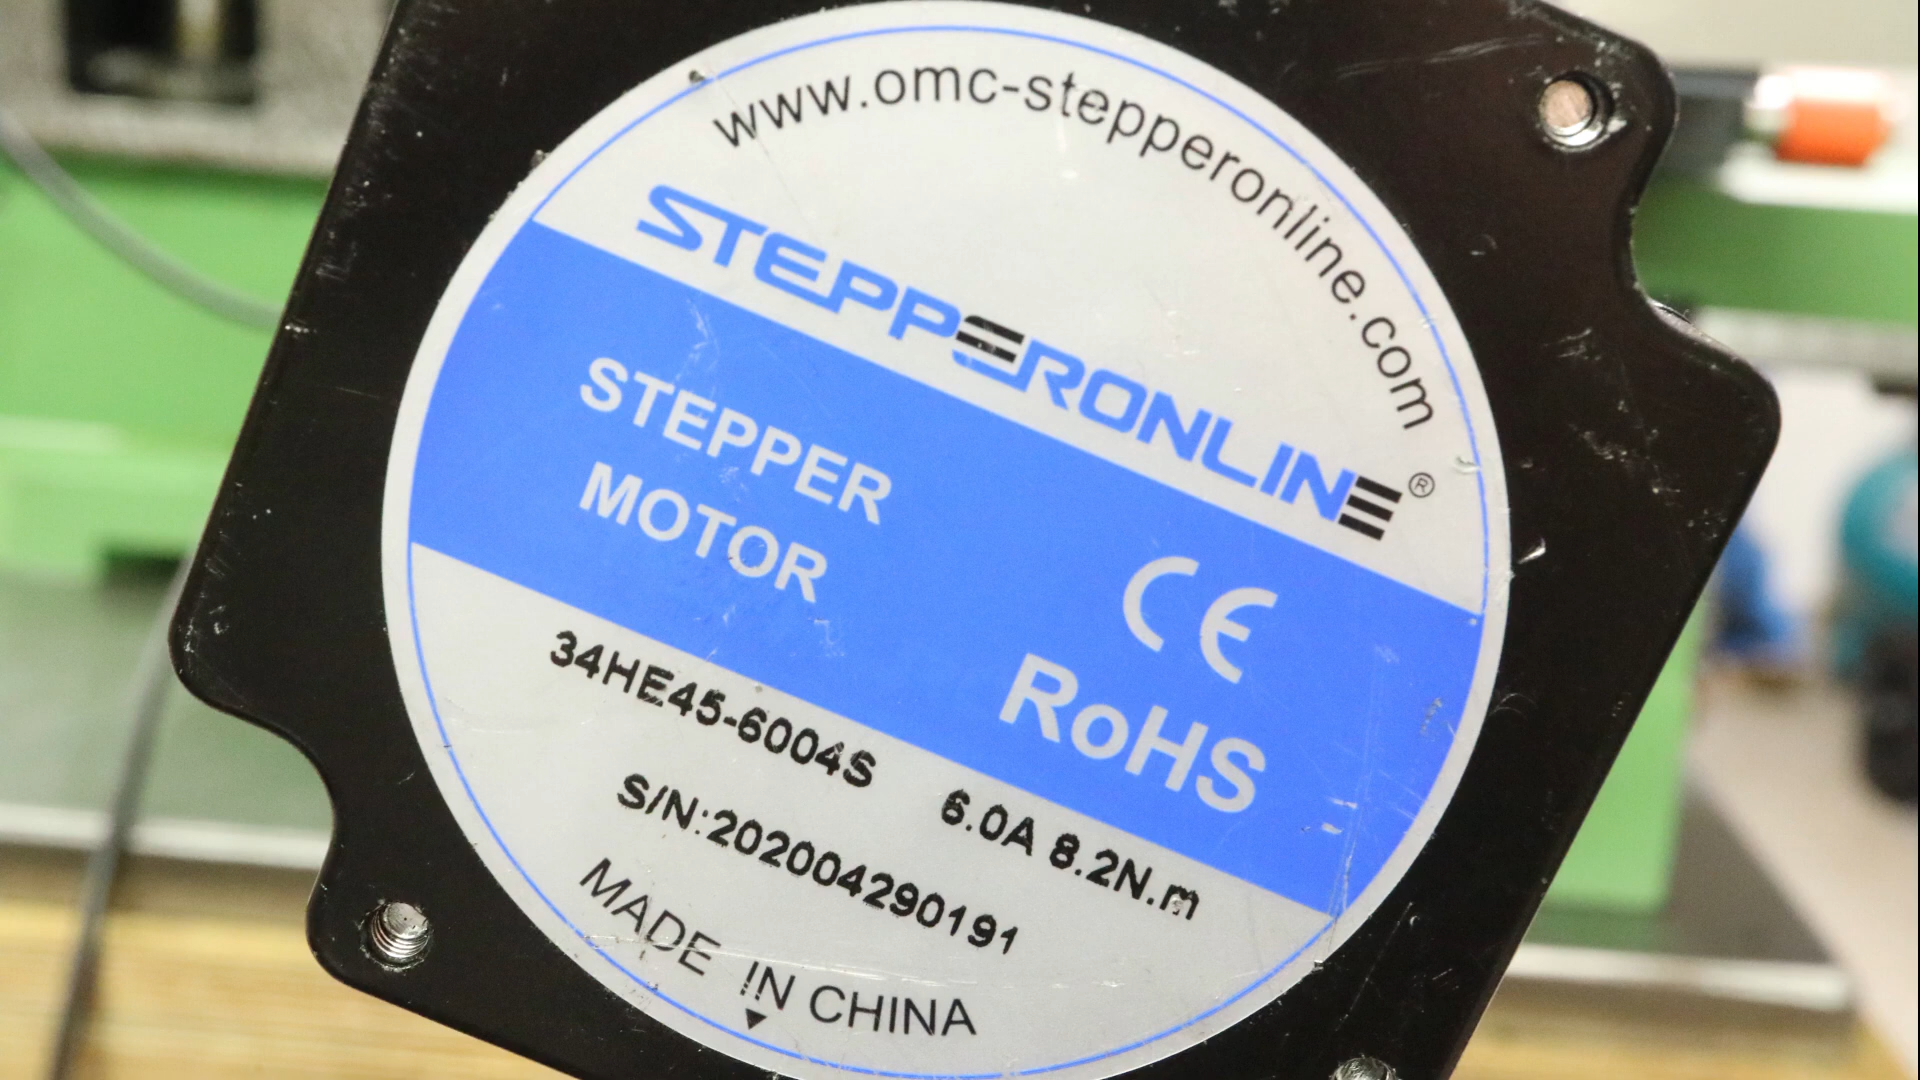 www.omc-stepperonline.com
STEPPERONLINE®
STEPPER
MOTOR
CE
RoHS
34HE45-6004S 6.0A 8.2N.m
S/N:202004290191
MADE IN CHINA